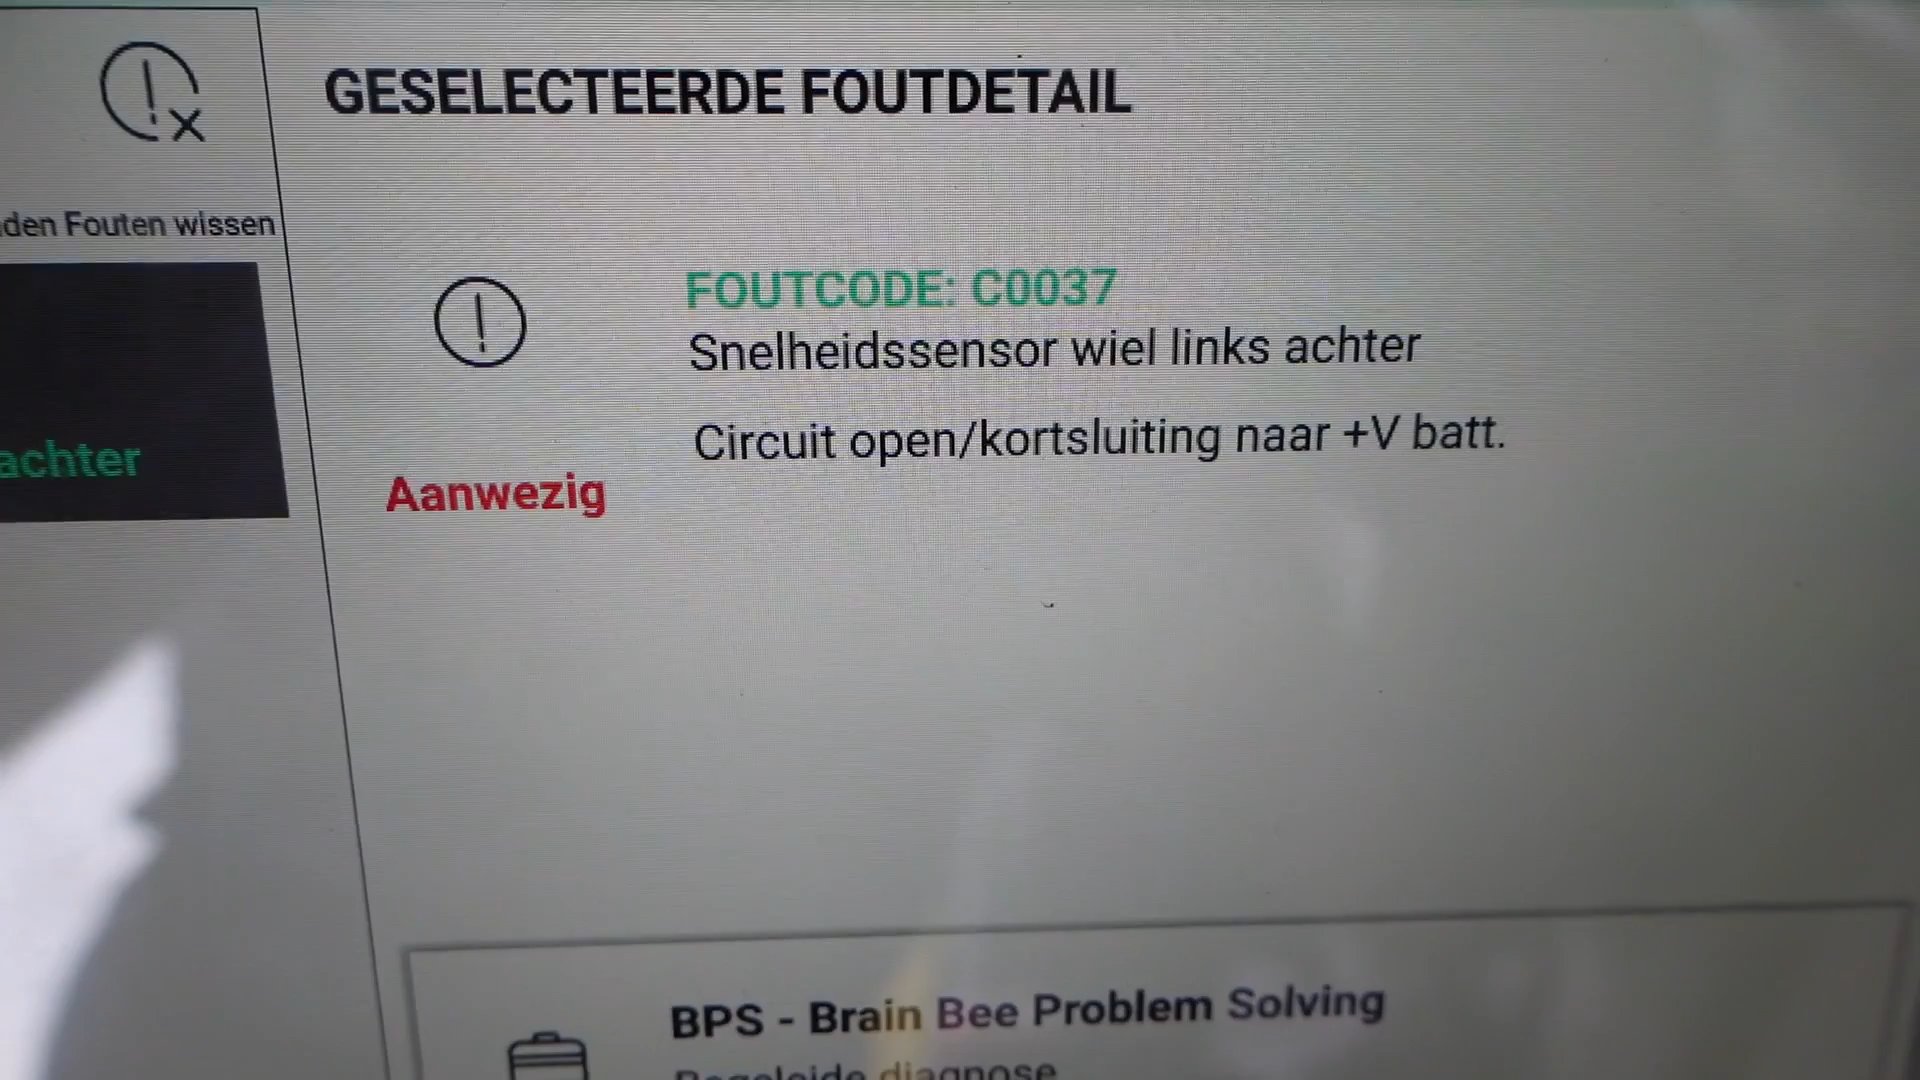 GESELECTEERDE FOUTDETAIL
den Fouten wissen
FOUTCODE: C0037
Snelheidssensor wiel links achter
Circuit open/kortsluiting naar +V batt.
achter
Aanwezig
BPS - Brain Bee Problem Solving
diagnose